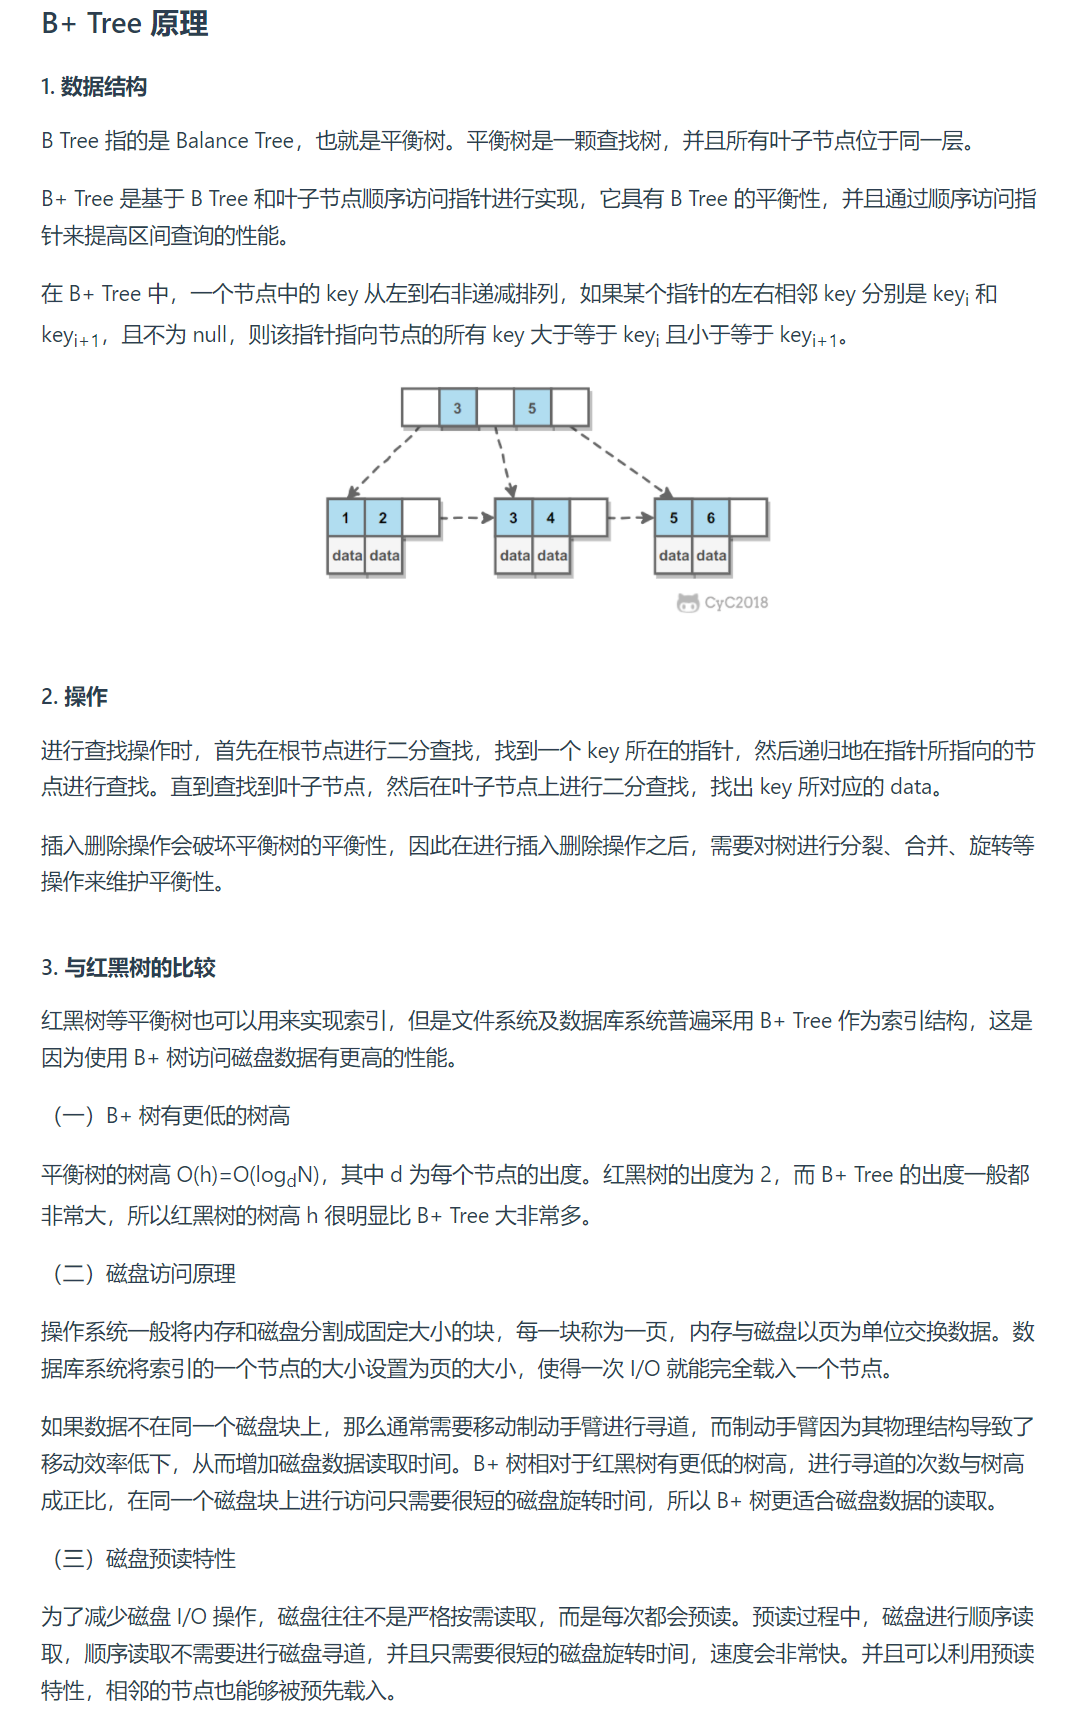 B+ Tree 原理
1. 数据结构
B Tree 指的是 Balance Tree，也就是平衡树。平衡树是一颗查找树，并且所有叶子节点位于同一层。
B+ Tree 是基于 B Tree 和叶子节点顺序访问指针进行实现，它具有 B Tree 的平衡性，并且通过顺序访问指
针来提高区间查询的性能。
在 B+ Tree 中，一个节点中的 key 从左到右非递减排列，如果某个指针的左右相邻 key 分别是 keyi 和
keyi+1，且不为 null，则该指针指向节点的所有 key 大于等于 keyi 且小于等于 keyi+1。
3 5
1 2 3 4 5 6
data data data data data data
CyC2018
2. 操作
进行查找操作时，首先在根节点进行二分查找，找到一个 key 所在的指针，然后递归地在指针所指向的节
点进行查找。直到查找到叶子节点，然后在叶子节点上进行二分查找，找出 key 所对应的 data。
插入删除操作会破坏平衡树的平衡性，因此在进行插入删除操作之后，需要对树进行分裂、合并、旋转等
操作来维护平衡性。
3. 与红黑树的比较
红黑树等平衡树也可以用来实现索引，但是文件系统及数据库系统普遍采用 B+ Tree 作为索引结构，这是
因为使用 B+ 树访问磁盘数据有更高的性能。
（一）B+ 树有更低的树高
平衡树的树高 O(h)=O(logdN)，其中 d 为每个节点的出度。红黑树的出度为 2，而 B+ Tree 的出度一般都
非常大，所以红黑树的树高 h 很明显比 B+ Tree 大非常多。
（二）磁盘访问原理
操作系统一般将内存和磁盘分割成固定大小的块，每一块称为一页，内存与磁盘以页为单位交换数据。数
据库系统将索引的一个节点的大小设置为页的大小，使得一次 I/O 就能完全载入一个节点。
如果数据不在同一个磁盘块上，那么通常需要移动制动手臂进行寻道，而制动手臂因为其物理结构导致了
移动效率低下，从而增加磁盘数据读取时间。B+ 树相对于红黑树有更低的树高，进行寻道的次数与树高
成正比，在同一个磁盘块上进行访问只需要很短的磁盘旋转时间，所以 B+ 树更适合磁盘数据的读取。
（三）磁盘预读特性
为了减少磁盘 I/O 操作，磁盘往往不是严格按需读取，而是每次都会预读。预读过程中，磁盘进行顺序读
取，顺序读取不需要进行磁盘寻道，并且只需要很短的磁盘旋转时间，速度会非常快。并且可以利用预读
特性，相邻的节点也能够被预先载入。